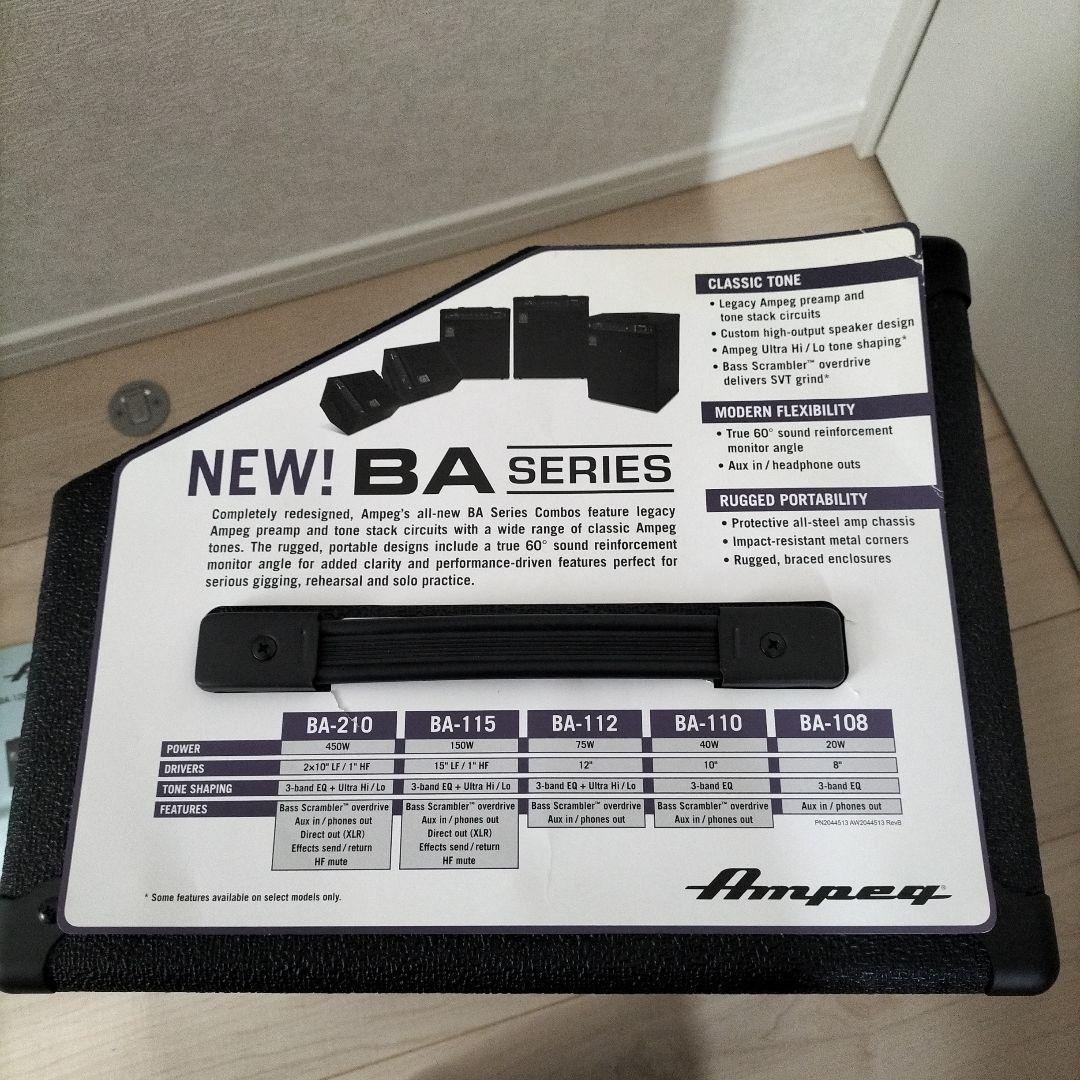 CLASSIC TONE
• Legacy Ampeg preamp and
tone stack circuits
• Custom high-output speaker design
• Ampeg Ultra Hi / Lo tone shaping*
• Bass Scrambler™ overdrive
delivers SVT grind*
MODERN FLEXIBILITY
• True 60° sound reinforcement
monitor angle
• Aux in / headphone outs
RUGGED PORTABILITY
• Protective all-steel amp chassis
• Impact-resistant metal corners
• Rugged, braced enclosures
NEW! BA SERIES
Completely redesigned, Ampeg's all-new BA Series Combos feature legacy
Ampeg preamp and tone stack circuits with a wide range of classic Ampeg
tones. The rugged, portable designs include a true 60° sound reinforcement
monitor angle for added clarity and performance-driven features perfect for
serious gigging, rehearsal and solo practice.
BA-210 BA-115 BA-112 BA-110 BA-108
POWER 450W 150W 75W 40W 20W
DRIVERS 2×10" LF / 1" HF 15" LF / 1" HF 12" 10" 8"
TONE SHAPING 3-band EQ + Ultra Hi / Lo 3-band EQ + Ultra Hi / Lo 3-band EQ + Ultra Hi / Lo 3-band EQ 3-band EQ
FEATURES Bass Scrambler™ overdrive Bass Scrambler™ overdrive Bass Scrambler™ overdrive Bass Scrambler™ overdrive Aux in / phones out
Aux in / phones out Aux in / phones out Aux in / phones out Aux in / phones out
Direct out (XLR) Direct out (XLR)
Effects send / return Effects send / return
HF mute HF mute
PN2044513 AW2044513 RevB
* Some features available on select models only.
Ampeg®